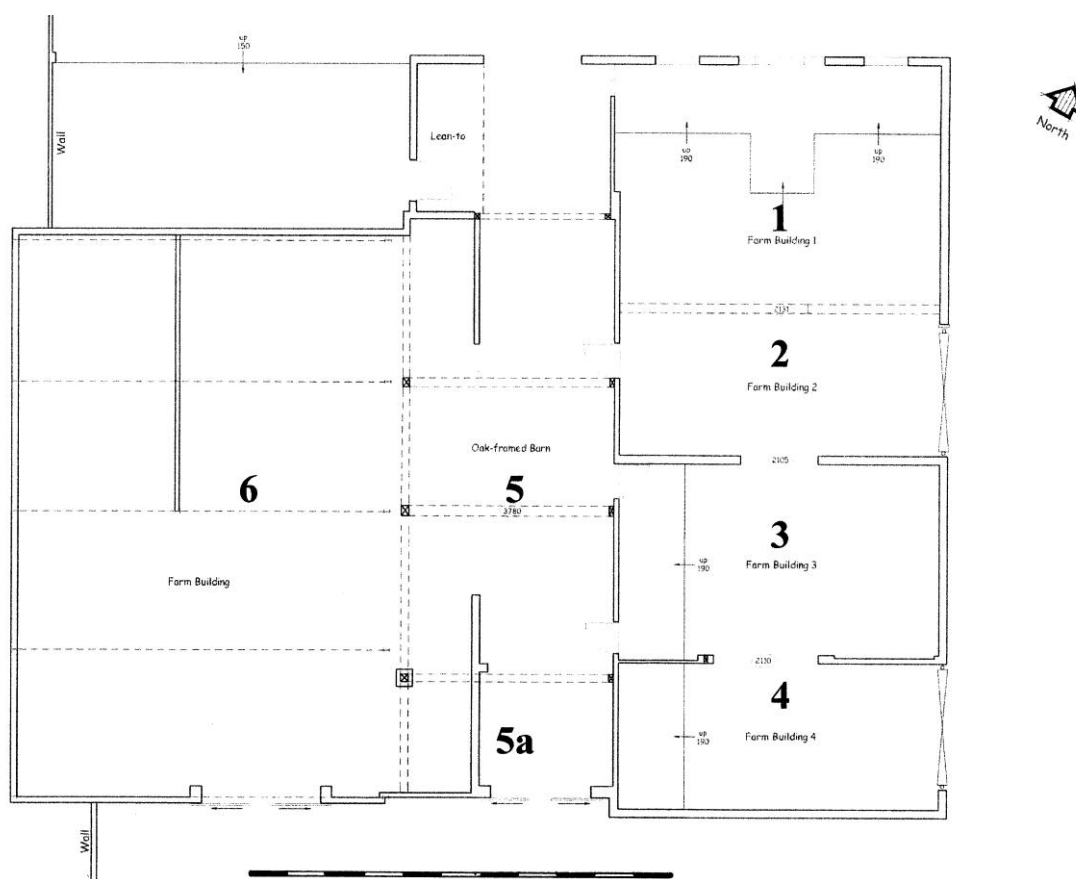 up
150
Wall
Lean-to
North
up
190
up
190
1
Farm Building 1
2131
2
Farm Building 2
Oak-framed Barn
2105
6
5
3780
3
Farm Building 3
up
190
Farm Building
2110
4
Farm Building 4
up
190
5a
Wall